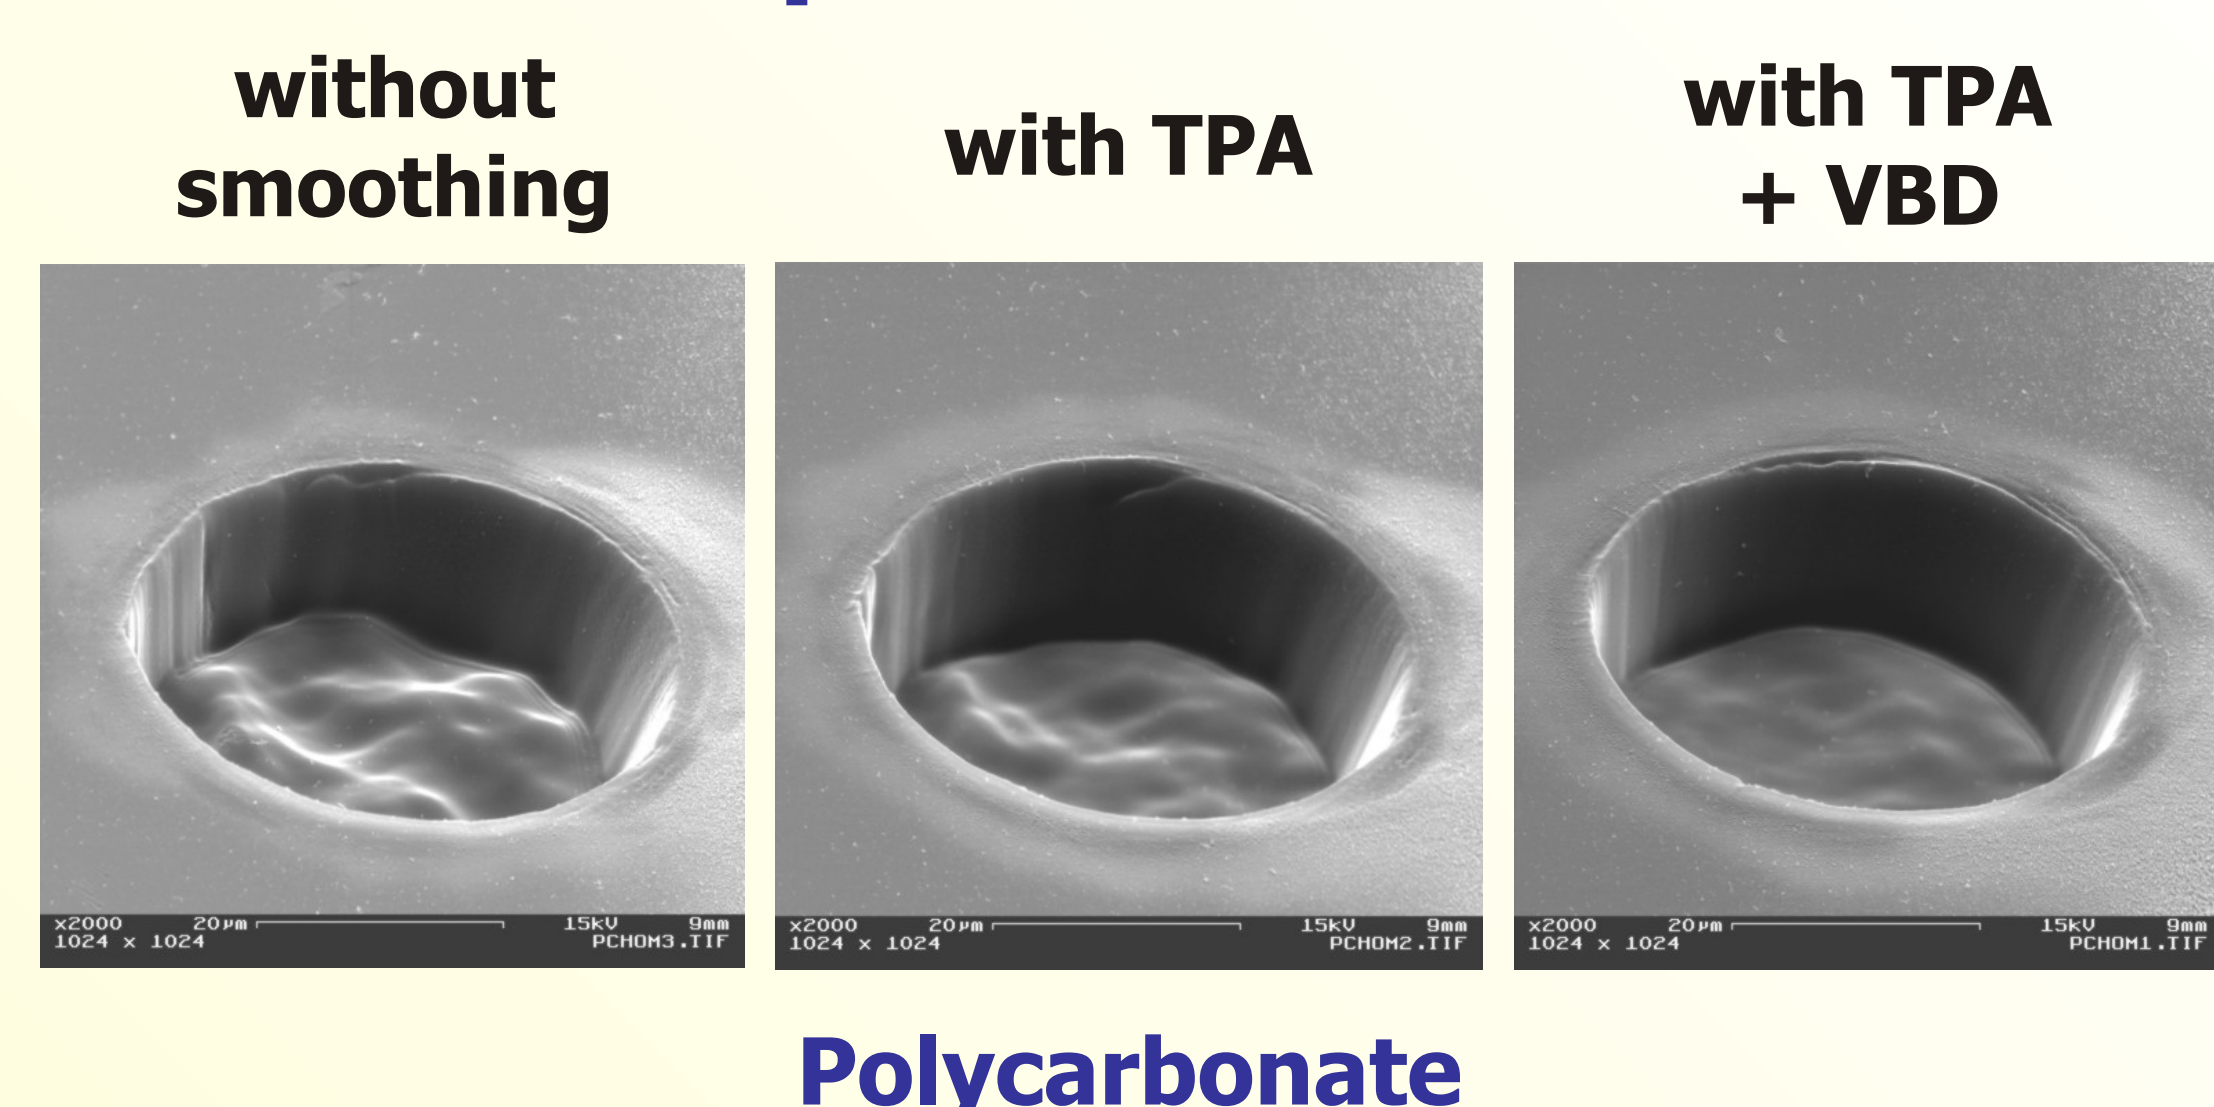 without
smoothing
with TPA
with TPA
+ VBD
x2000 20µm 15kV 9mm
1024 x 1024 PCHOM3.TIF
x2000 20µm 15kV 9mm
1024 x 1024 PCHOM2.TIF
x2000 20µm 15kV 9mm
1024 x 1024 PCHOM1.TIF
Polycarbonate